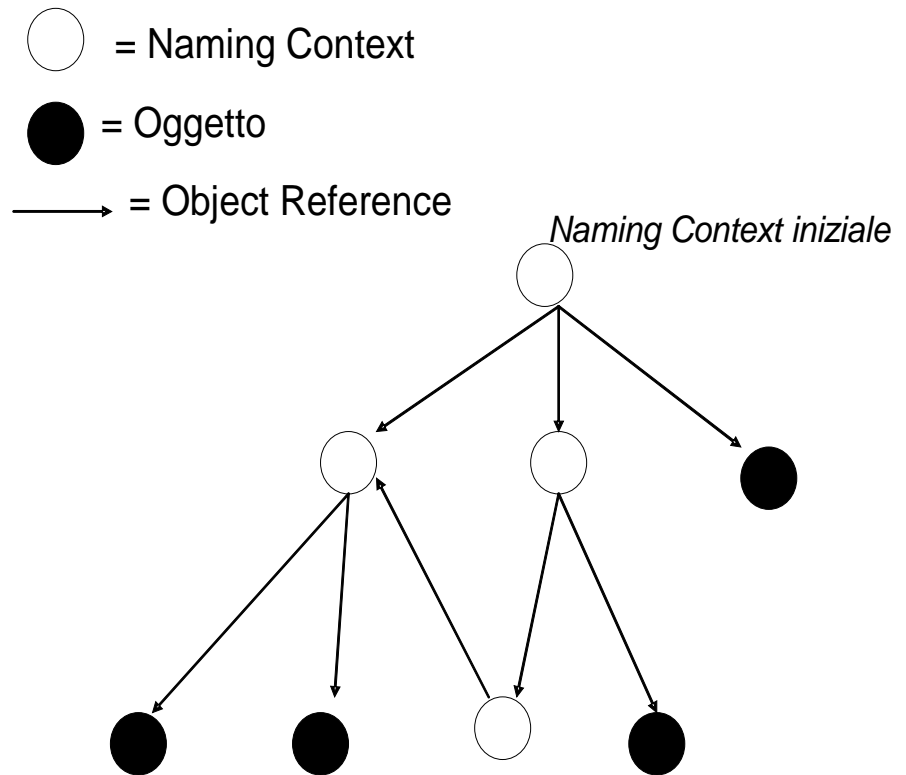 = Naming Context
= Oggetto
= Object Reference
Naming Context iniziale